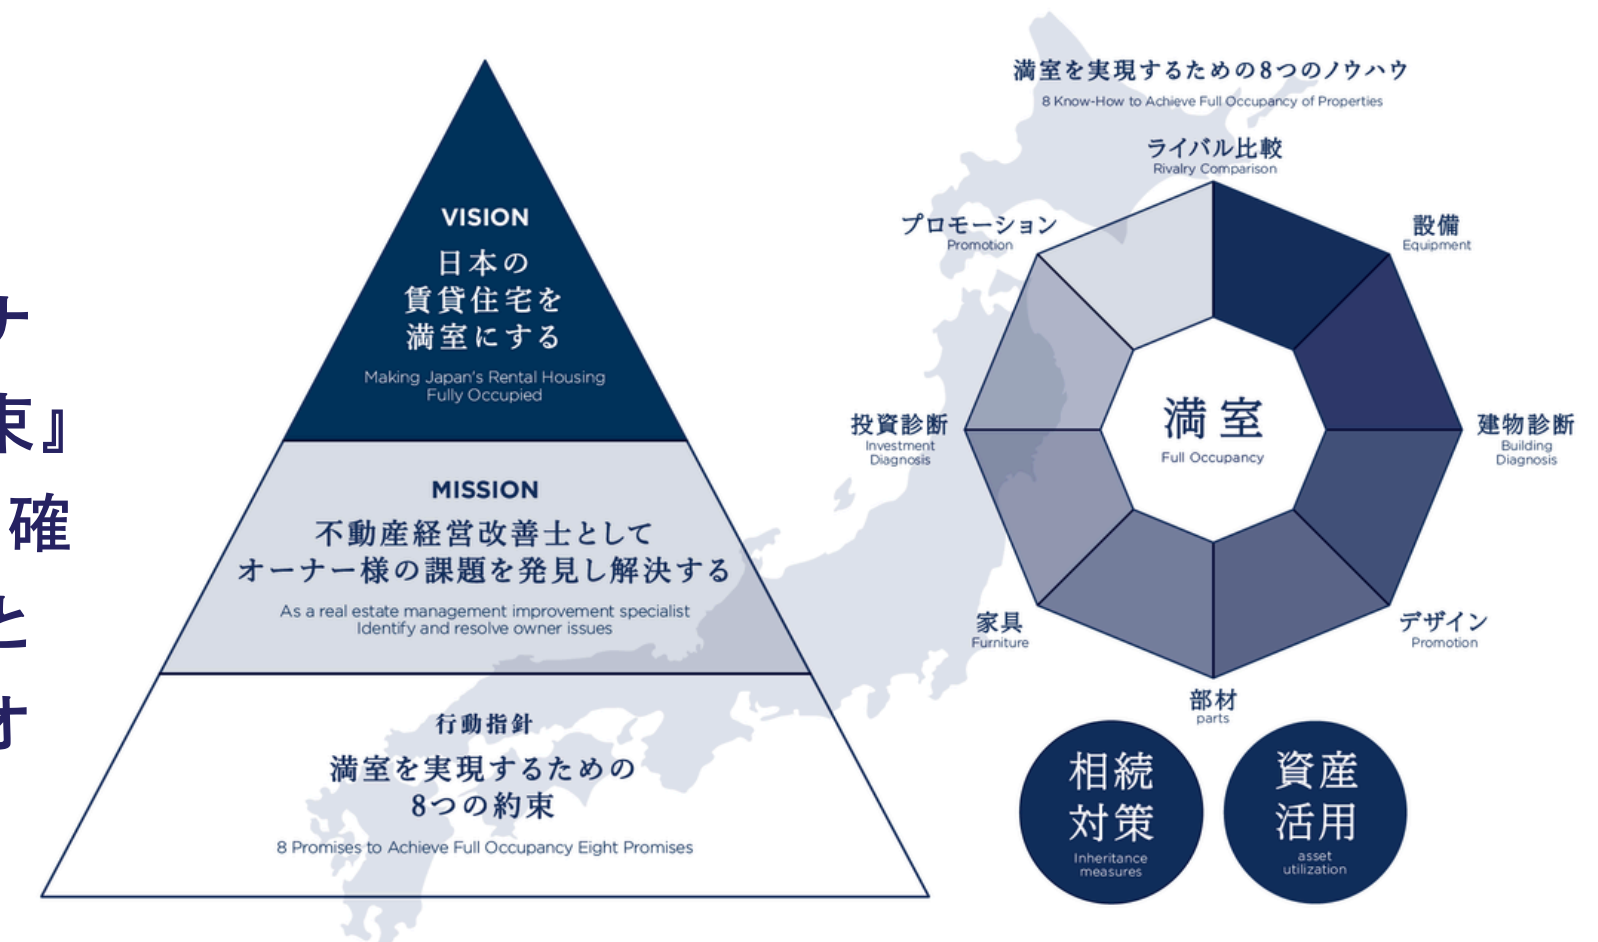 ナ
束』
確
と
オ
VISION
日本の
賃貸住宅を
満室にする
Making Japan's Rental Housing
Fully Occupied
MISSION
不動産経営改善士として
オーナー様の課題を発見し解決する
As a real estate management improvement specialist
Identify and resolve owner issues
行動指針
満室を実現するための
8つの約束
8 Promises to Achieve Full Occupancy Eight Promises
満室を実現するための8つのノウハウ
8 Know-How to Achieve Full Occupancy of Properties
ライバル比較
Rivalry Comparison
設備
Equipment
建物診断
Building
Diagnosis
デザイン
Promotion
部材
parts
家具
Furniture
投資診断
Investment
Diagnosis
プロモーション
Promotion
満室
Full Occupancy
相続
対策
Inheritance
measures
資産
活用
asset
utilization